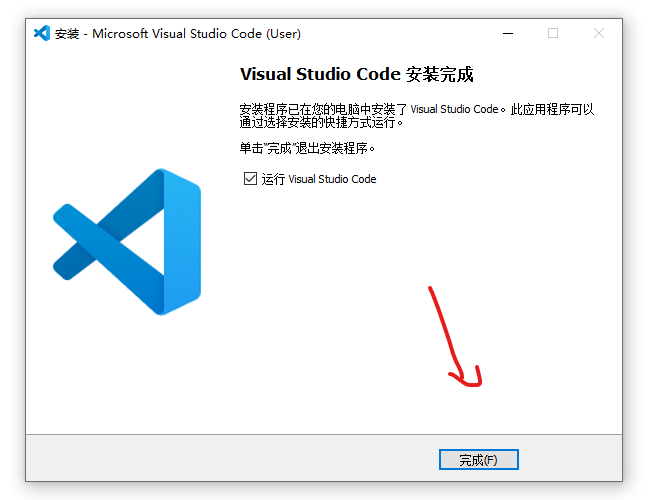 安装 - Microsoft Visual Studio Code (User)
Visual Studio Code 安装完成
安装程序已在您的电脑中安装了 Visual Studio Code。此应用程序可以
通过选择安装的快捷方式运行。
单击“完成”退出安装程序。
运行 Visual Studio Code
完成(F)